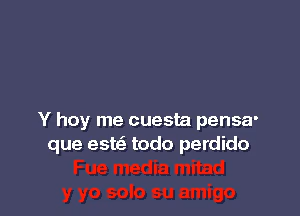 Y hoy me cuesta pensa'
que esté todo perdido
Fue media mitad
y yo solo su amigo